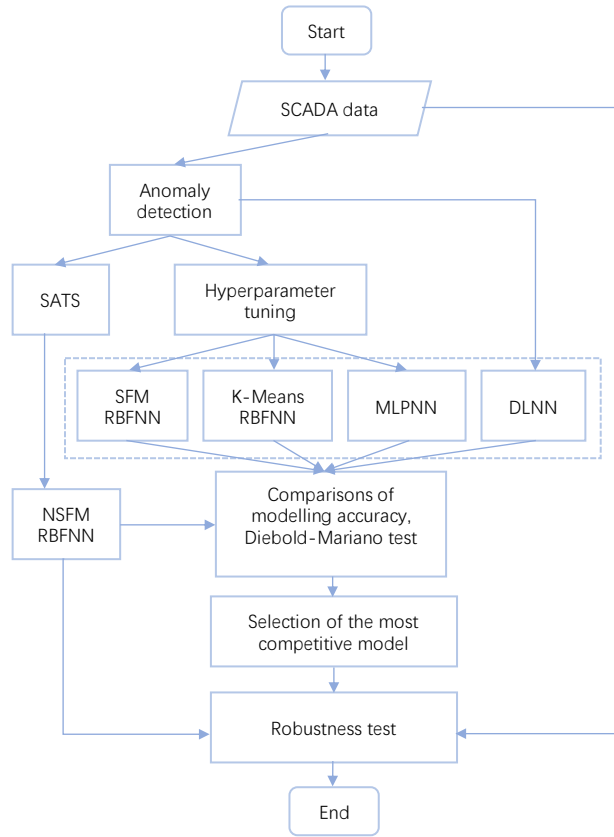 Start
SCADA data
Anomaly
detection
SATS
Hyperparameter
tuning
SFM
RBFNN
K-Means
RBFNN
MLPNN
DLNN
NSFM
RBFNN
Comparisons of
modelling accuracy,
Diebold-Mariano test
Selection of the most
competitive model
Robustness test
End